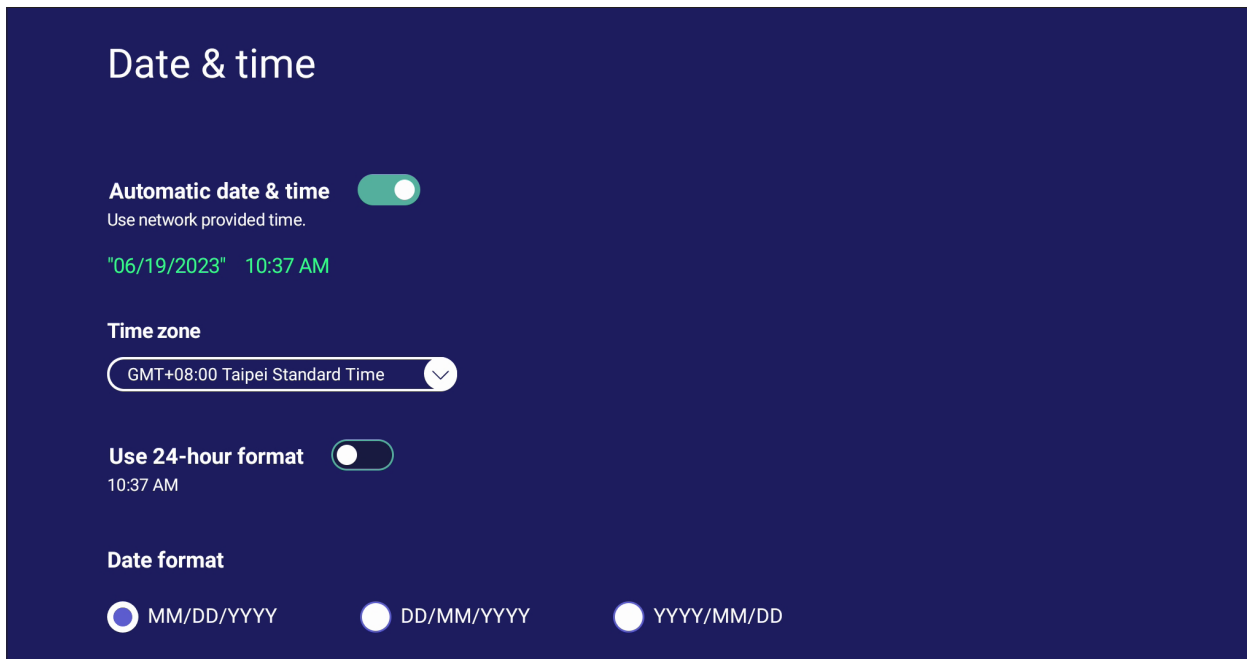 Date & time
Automatic date & time
Use network provided time.
"06/19/2023" 10:37 AM
Time zone
GMT+08:00 Taipei Standard Time
Use 24-hour format
10:37 AM
Date format
MM/DD/YYYY DD/MM/YYYY YYYY/MM/DD